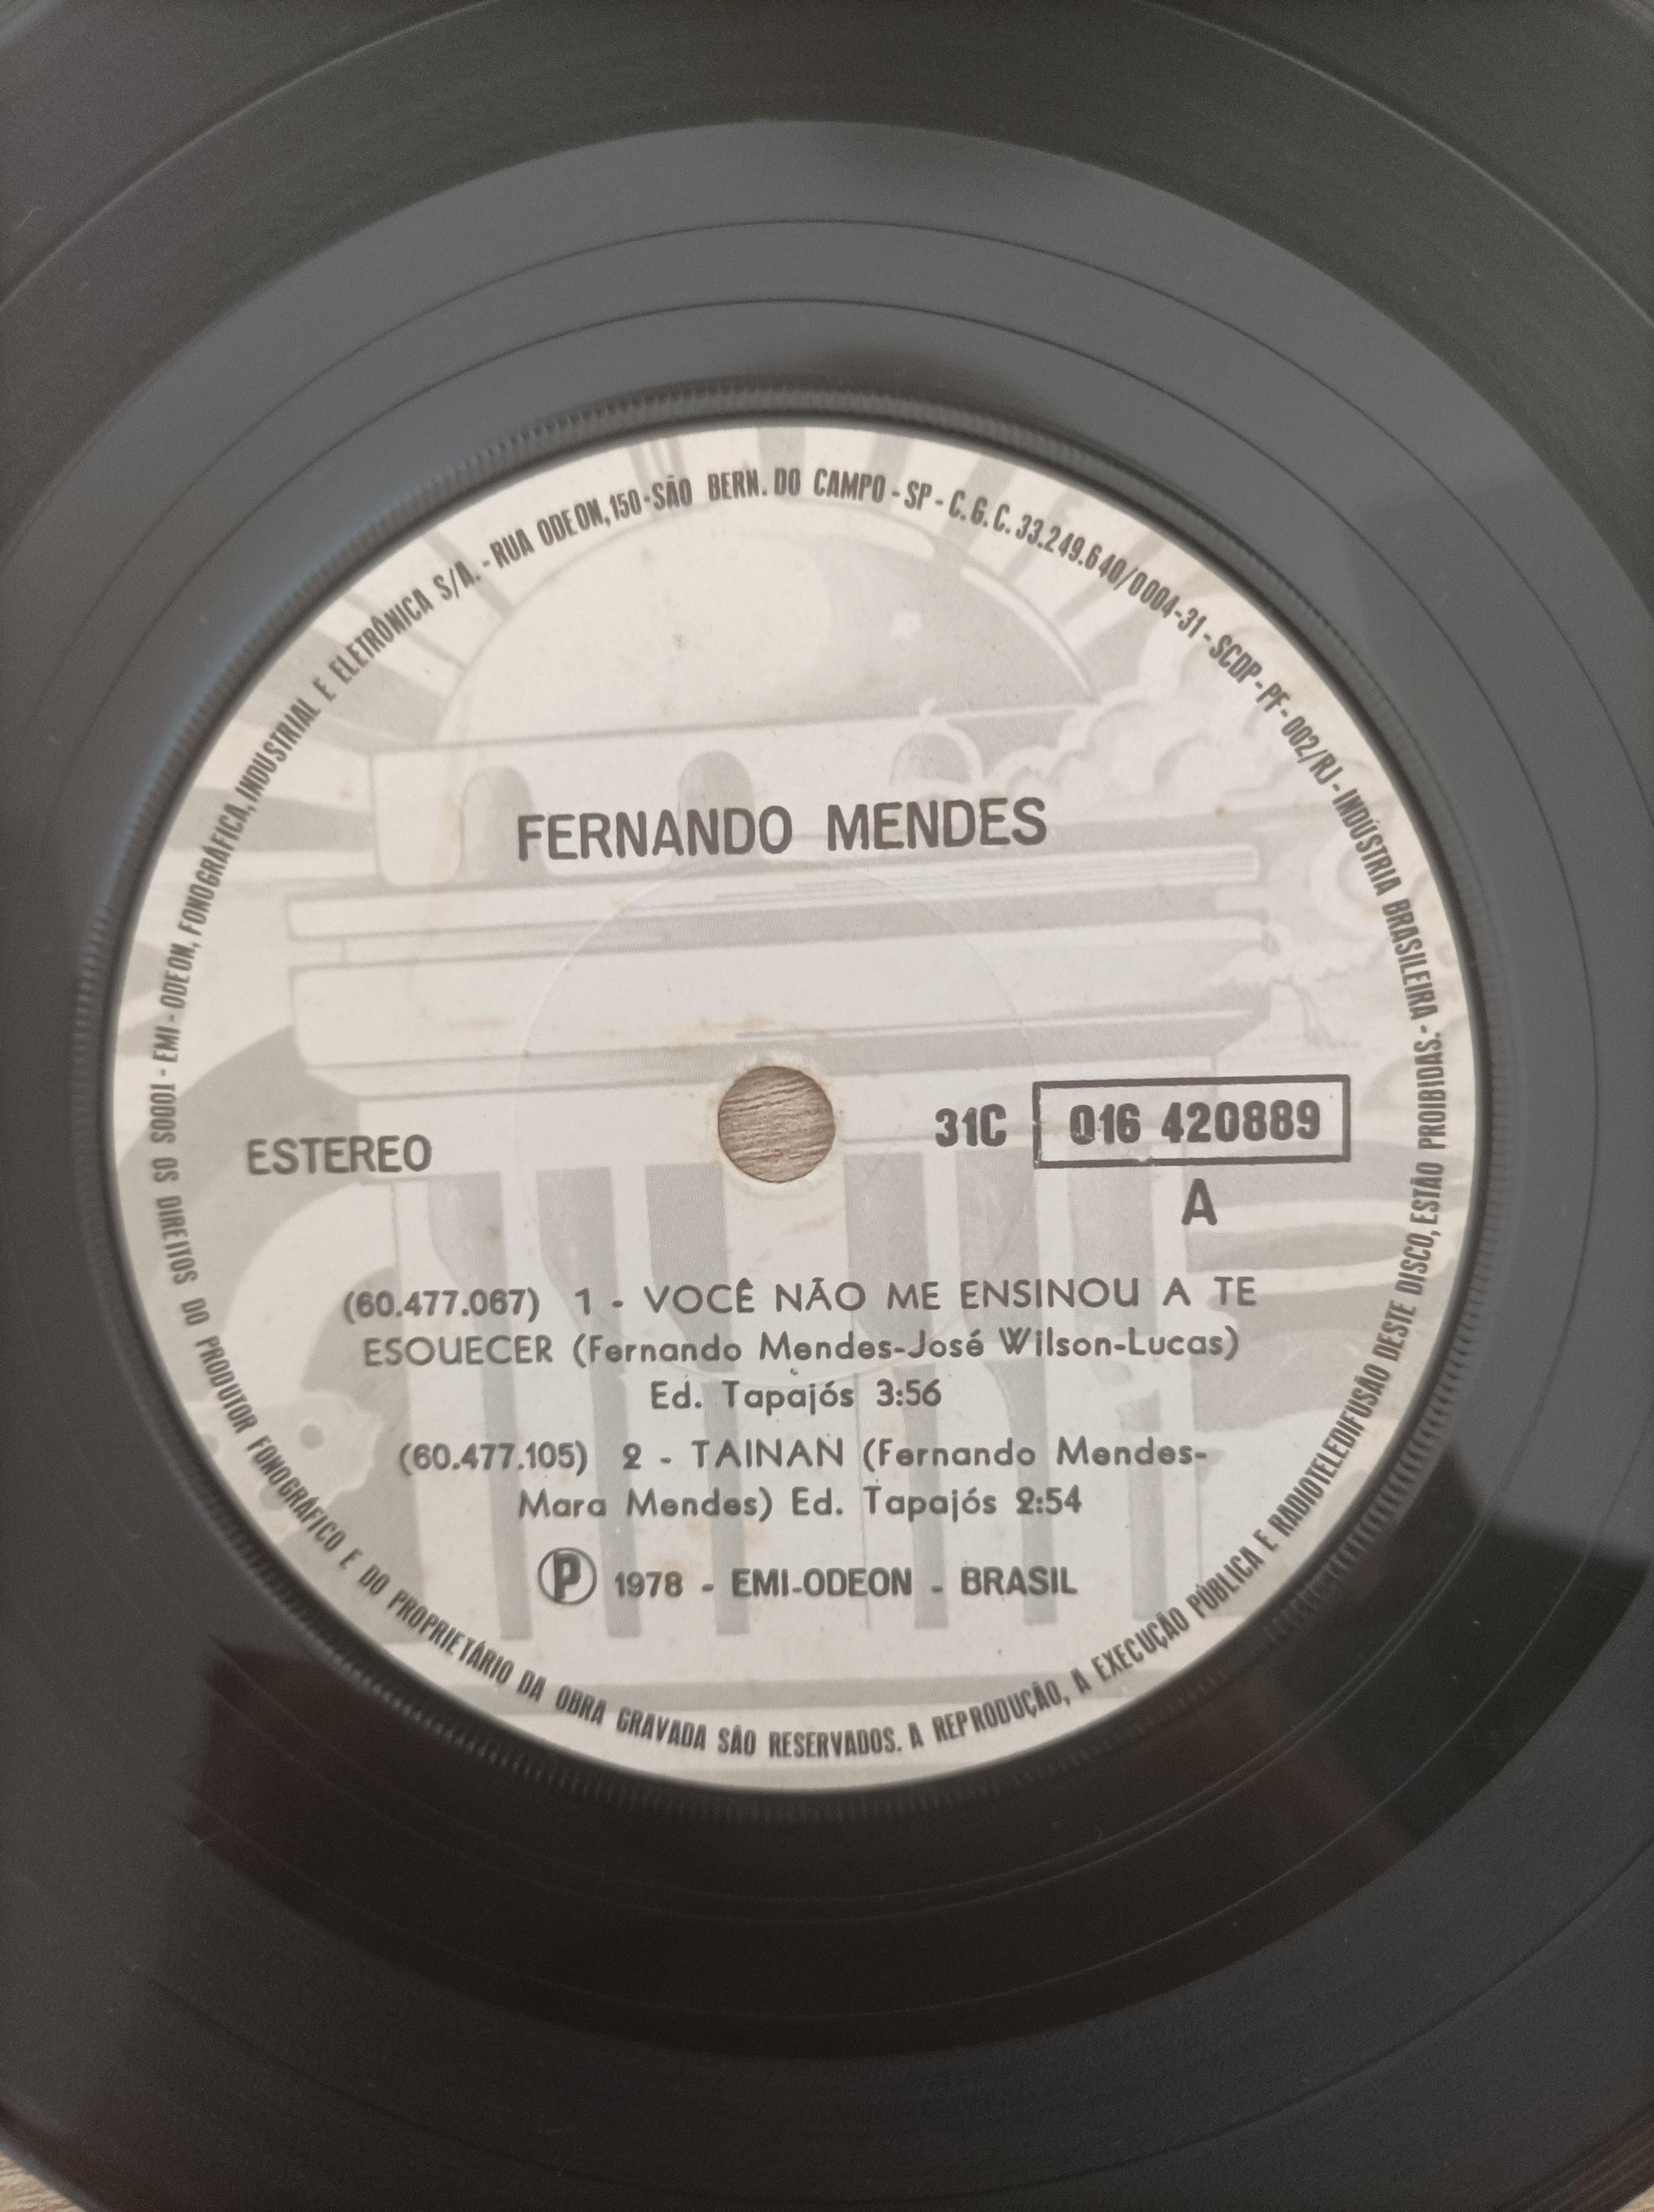 FERNANDO MENDES
ESTEREO
31C 016 420889
A
(60.477.067) 1 - VOCÊ NÃO ME ENSINOU A TE
ESQUECER (Fernando Mendes-José Wilson-Lucas)
Ed. Tapajós 3:56
(60.477.105) 2 - TAINAN (Fernando Mendes-
Mara Mendes) Ed. Tapajós 2:54
℗ 1978 - EMI-ODEON - BRASIL
EMI - ODEON, FONOGRÁFICA, INDUSTRIAL E ELETRÔNICA S/A. - RUA ODEON, 150 - SÃO BERN. DO CAMPO - SP - C.G.C. 33.249.640/0004-31 - SCDP - PF - 002/RJ - INDÚSTRIA BRASILEIRA - TODOS OS DIREITOS DO PRODUTOR FONOGRÁFICO E DO PROPRIETÁRIO DA OBRA GRAVADA SÃO RESERVADOS. A REPRODUÇÃO, A EXECUÇÃO PÚBLICA E RADIOTELEDIFUSÃO DESTE DISCO, ESTÃO PROIBIDAS.